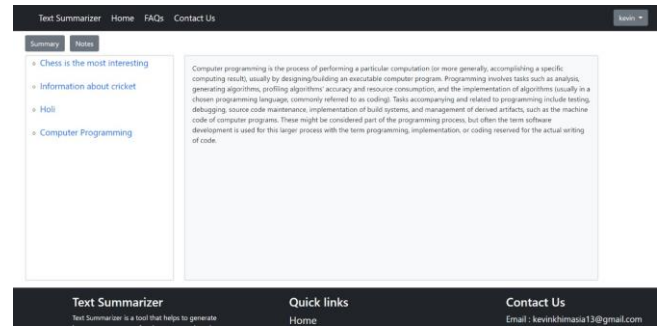 Text Summarizer Home FAQs Contact Us kevin
Summary Notes
Chess is the most interesting
Information about cricket
Holi
Computer Programming
Computer programming is the process of performing a particular computation (or more generally, accomplishing a specific
computing result), usually by designing/building an executable computer program. Programming involves tasks such as analysis,
generating algorithms, profiling algorithms' accuracy and resource consumption, and the implementation of algorithms (usually in a
chosen programming language, commonly referred to as coding). Tasks accompanying and related to programming include testing,
debugging, source code maintenance, implementation of build systems, and management of derived artifacts, such as the machine
code of computer programs. These might be considered part of the programming process, but often the term software
development is used for this larger process with the term programming, implementation, or coding reserved for the actual writing
of code.
Text Summarizer
Text Summarizer is a tool that helps to generate
Quick links
Home
Contact Us
Email : kevinkhimasia13@gmail.com